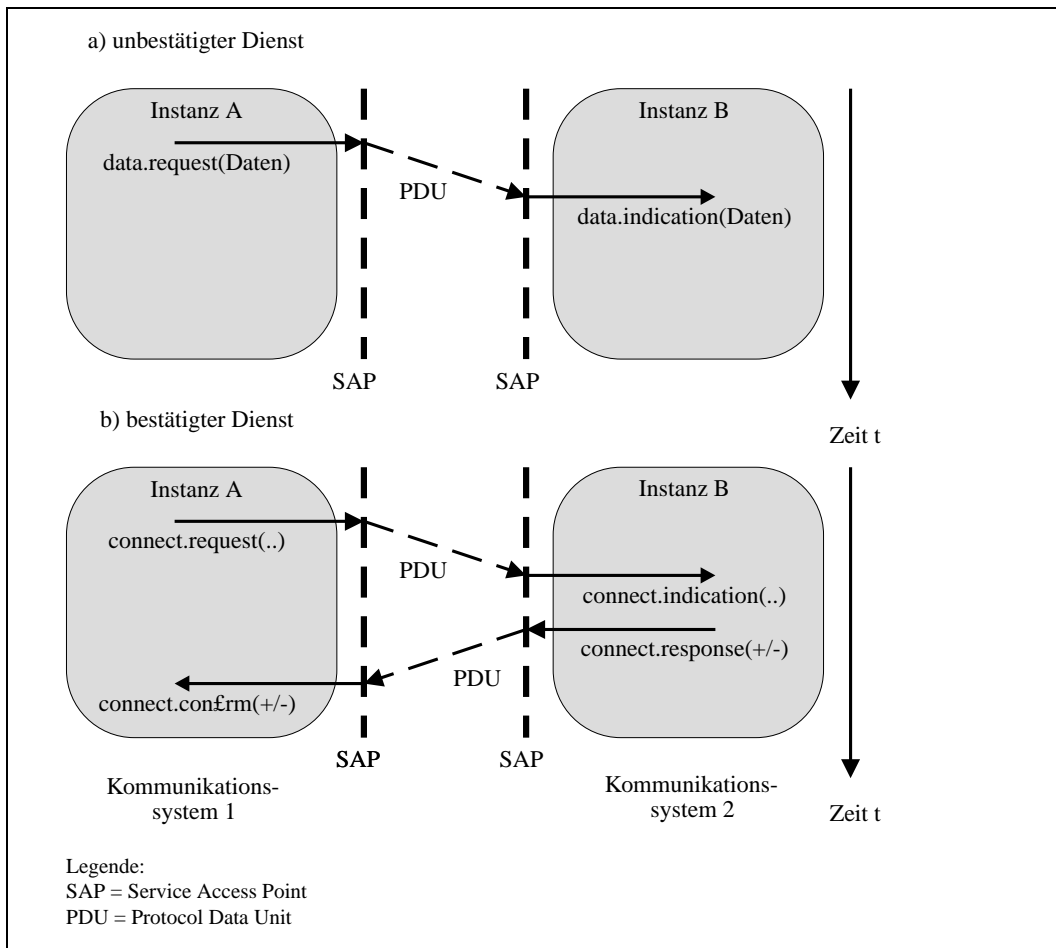 a) unbestätigter Dienst
Instanz A
Instanz B
data.request(Daten)
PDU
data.indication(Daten)
SAP
SAP
Zeit t
b) bestätigter Dienst
Instanz A
Instanz B
connect.request(..)
PDU
connect.indication(..)
connect.response(+/-)
PDU
connect.con£rm(+/-)
SAP
SAP
Kommunikations-
system 1
Kommunikations-
system 2
Zeit t
Legende:
SAP = Service Access Point
PDU = Protocol Data Unit